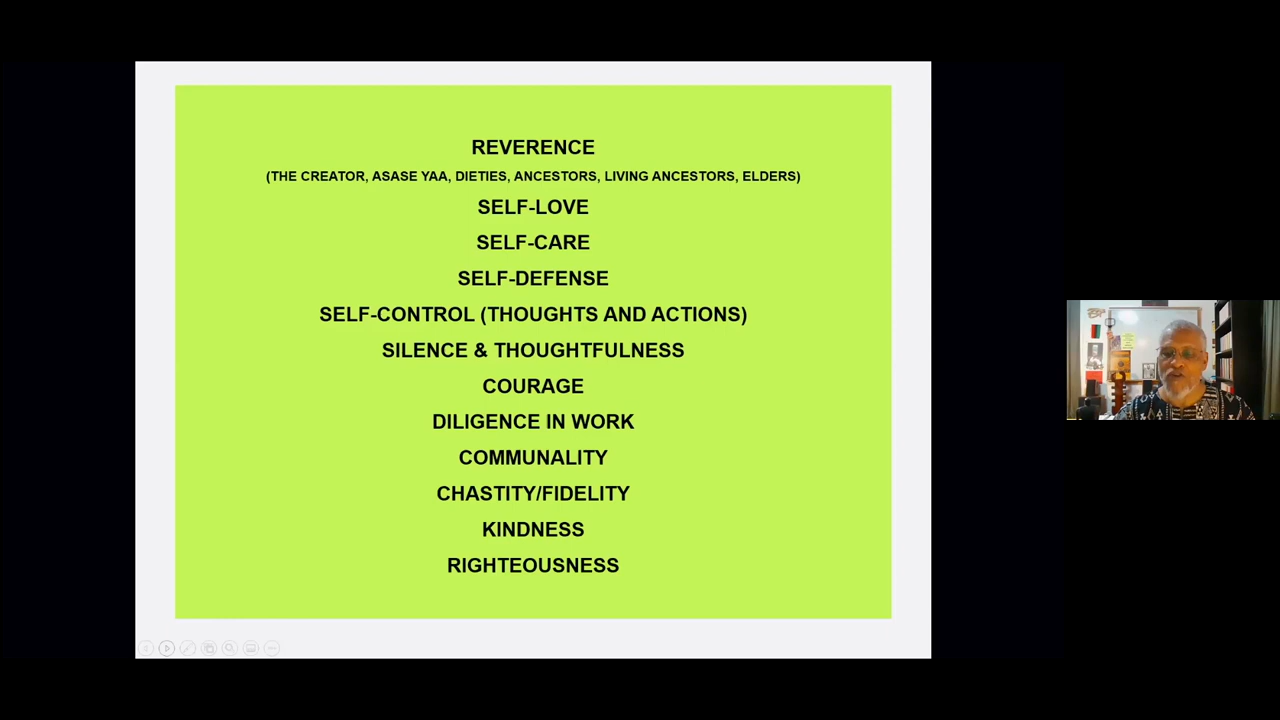 REVERENCE
(THE CREATOR, ASASE YAA, DIETIES, ANCESTORS, LIVING ANCESTORS, ELDERS)
SELF-LOVE
SELF-CARE
SELF-DEFENSE
SELF-CONTROL (THOUGHTS AND ACTIONS)
SILENCE & THOUGHTFULNESS
COURAGE
DILIGENCE IN WORK
COMMUNALITY
CHASTITY/FIDELITY
KINDNESS
RIGHTEOUSNESS